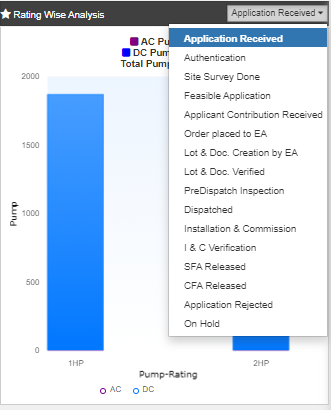 Rating Wise Analysis
Application Received
AC Pu
DC Pum
Total Pump
Application Received
Authentication
Site Survey Done
Feasible Application
Applicant Contribution Received
Order placed to EA
Lot & Doc. Creation by EA
Lot & Doc. Verified
PreDispatch Inspection
Dispatched
Installation & Commission
I & C Verification
SFA Released
CFA Released
Application Rejected
On Hold
2000
1500
1000
500
0
Pump
1HP
2HP
Pump-Rating
AC DC